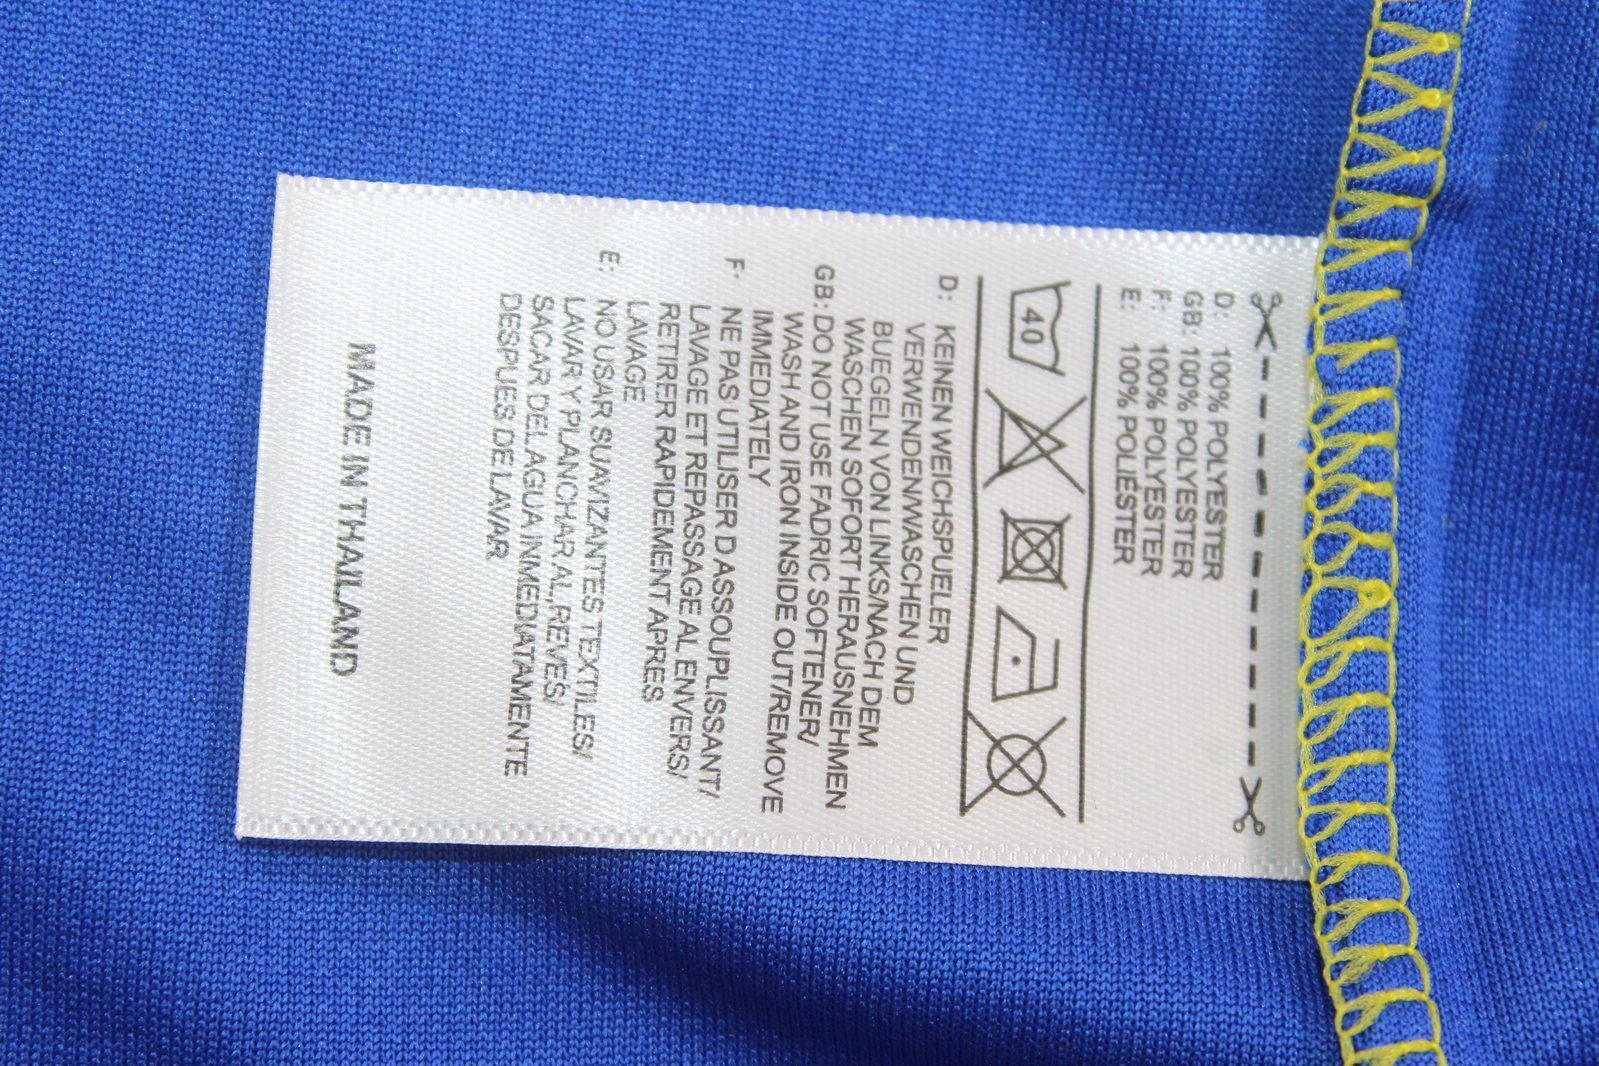 D: 100% POLYESTER
GB: 100% POLYESTER
F: 100% POLYESTER
E: 100% POLIÉSTER
40
D: KEINEN WEICHSPUELER
VERWENDENWASCHEN UND
BUEGELN VON LINKS/NACH DEM
WASCHEN SOFORT HERAUSNEHMEN
GB: DO NOT USE FADRIC SOFTENER/
WASH AND IRON INSIDE OUT/REMOVE
IMMEDIATELY
F: NE PAS UTILISER D ASSOUPLISSANT/
LAVAGE ET REPASSAGE AL ENVERS/
RETIRER RAPIDEMENT APRES
LAVAGE
E: NO USAR SUAVIZANTES TEXTILES/
LAVAR Y PLANCHAR AL,REVES/
SACAR DEL AGUA INMEDIATAMENTE
DESPUES DE LAVAR
MADE IN THAILAND